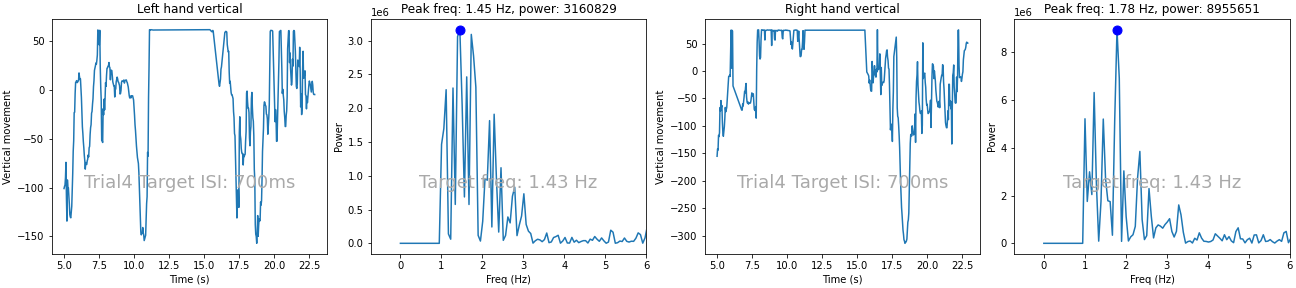 Left hand vertical
Vertical movement
50
0
−50
−100
−150
Trial4 Target ISI: 700ms
5.0 7.5 10.0 12.5 15.0 17.5 20.0 22.5
Time (s)
1e6
Peak freq: 1.45 Hz, power: 3160829
Power
3.0
2.5
2.0
1.5
1.0
0.5
0.0
Target freq: 1.43 Hz
0 1 2 3 4 5 6
Freq (Hz)
Right hand vertical
Vertical movement
50
0
−50
−100
−150
−200
−250
−300
Trial4 Target ISI: 700ms
5.0 7.5 10.0 12.5 15.0 17.5 20.0 22.5
Time (s)
1e6
Peak freq: 1.78 Hz, power: 8955651
Power
8
6
4
2
0
Target freq: 1.43 Hz
0 1 2 3 4 5 6
Freq (Hz)